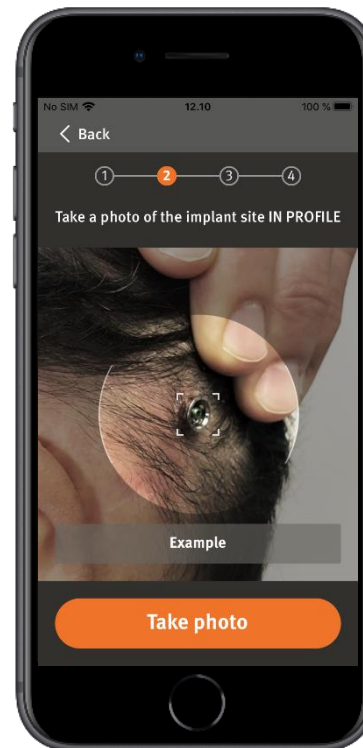 No SIM 12.10 100 %
Back
1 2 3 4
Take a photo of the implant site IN PROFILE
Example
Take photo